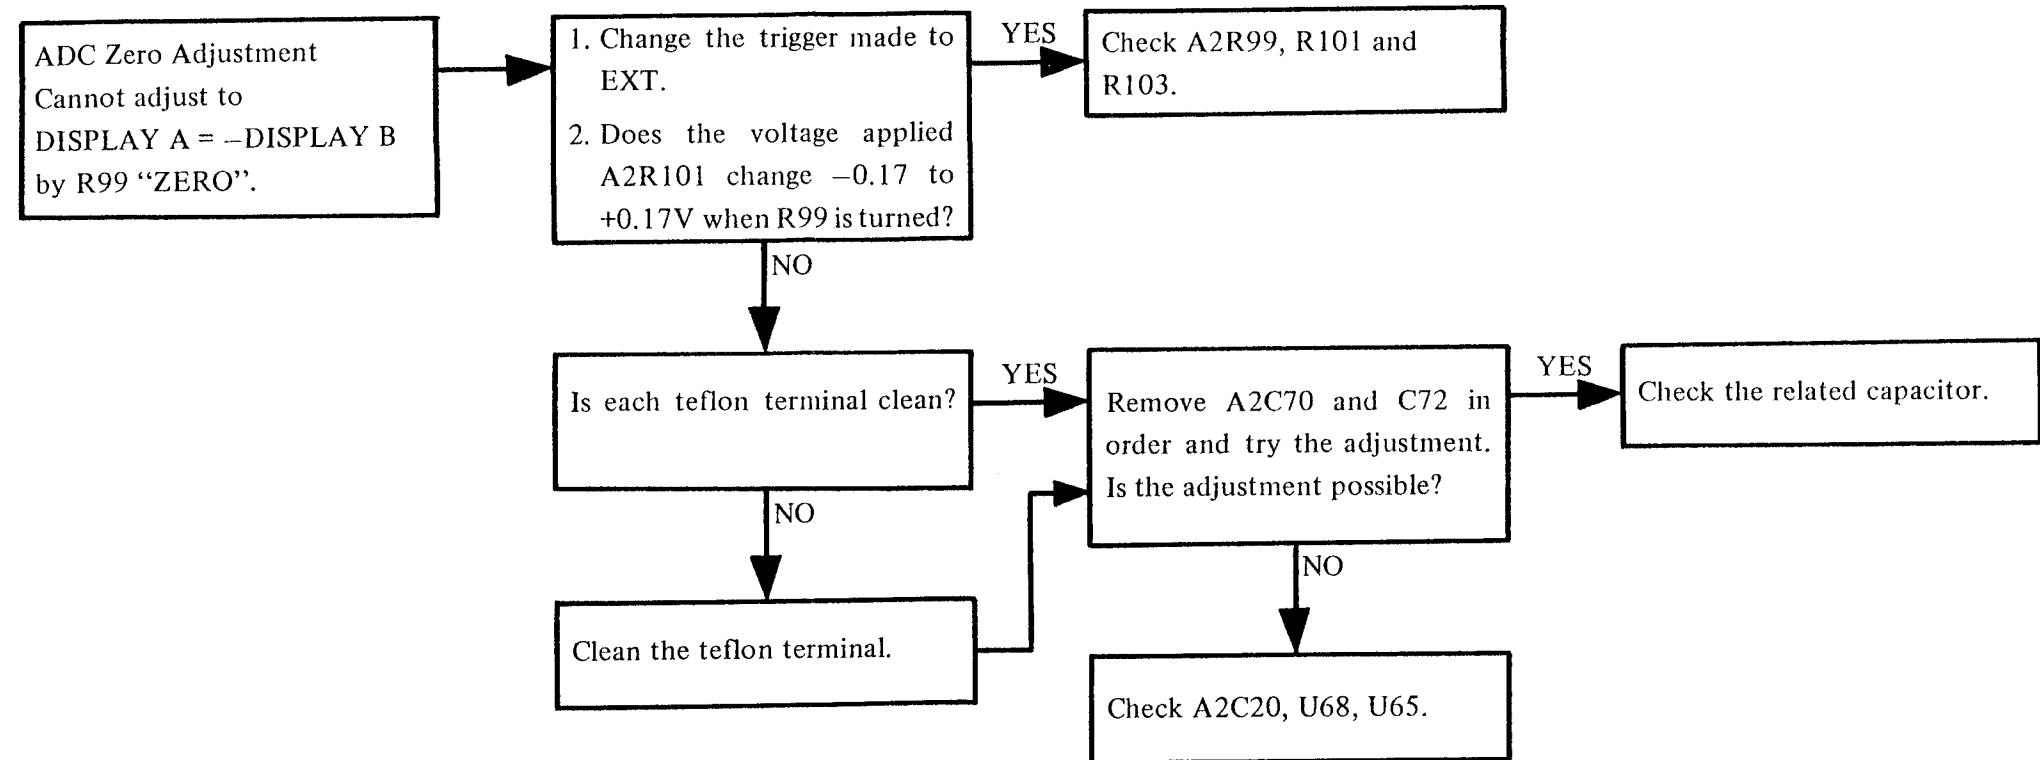 ADC Zero Adjustment
Cannot adjust to
DISPLAY A = –DISPLAY B
by R99 “ZERO”.
1. Change the trigger made to
EXT.
2. Does the voltage applied
A2R101 change –0.17 to
+0.17V when R99 is turned?
YES
Check A2R99, R101 and
R103.
NO
Is each teflon terminal clean?
YES
Remove A2C70 and C72 in
order and try the adjustment.
Is the adjustment possible?
YES
Check the related capacitor.
NO
Clean the teflon terminal.
NO
Check A2C20, U68, U65.